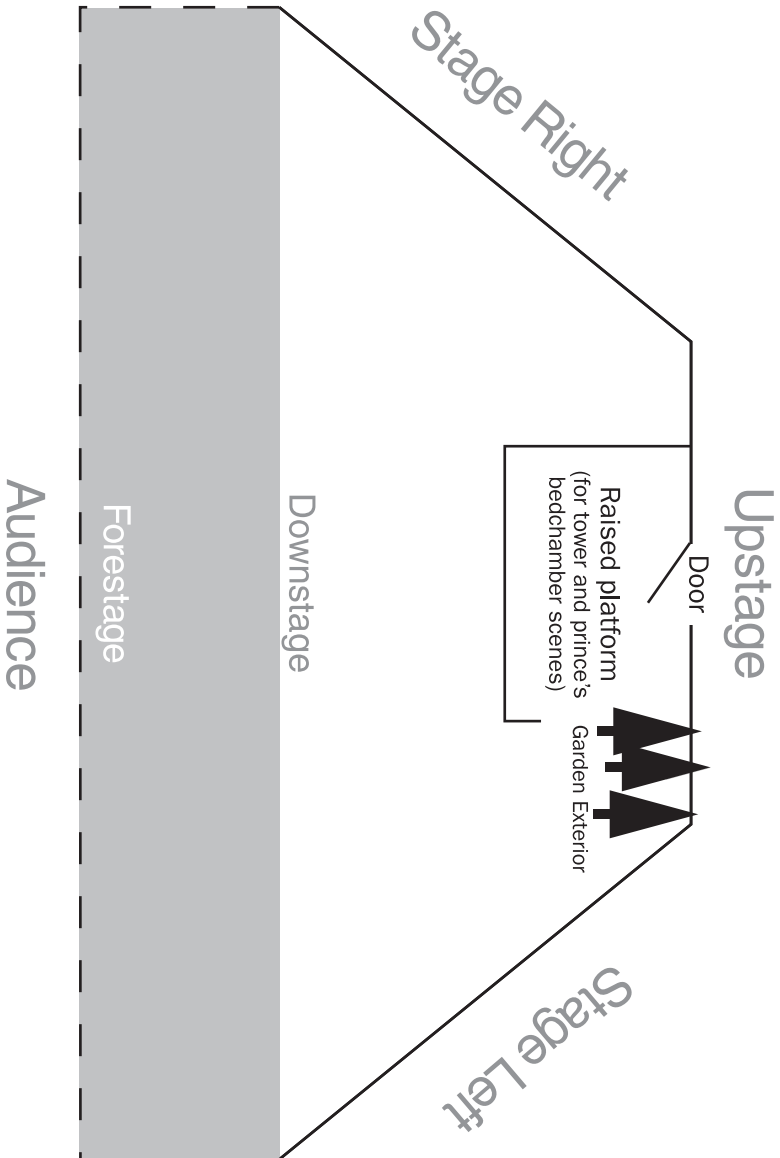 Upstage
Door
Stage Right
Raised platform
(for tower and prince's
bedchamber scenes)
Garden Exterior
Stage Left
Downstage
Forestage
Audience